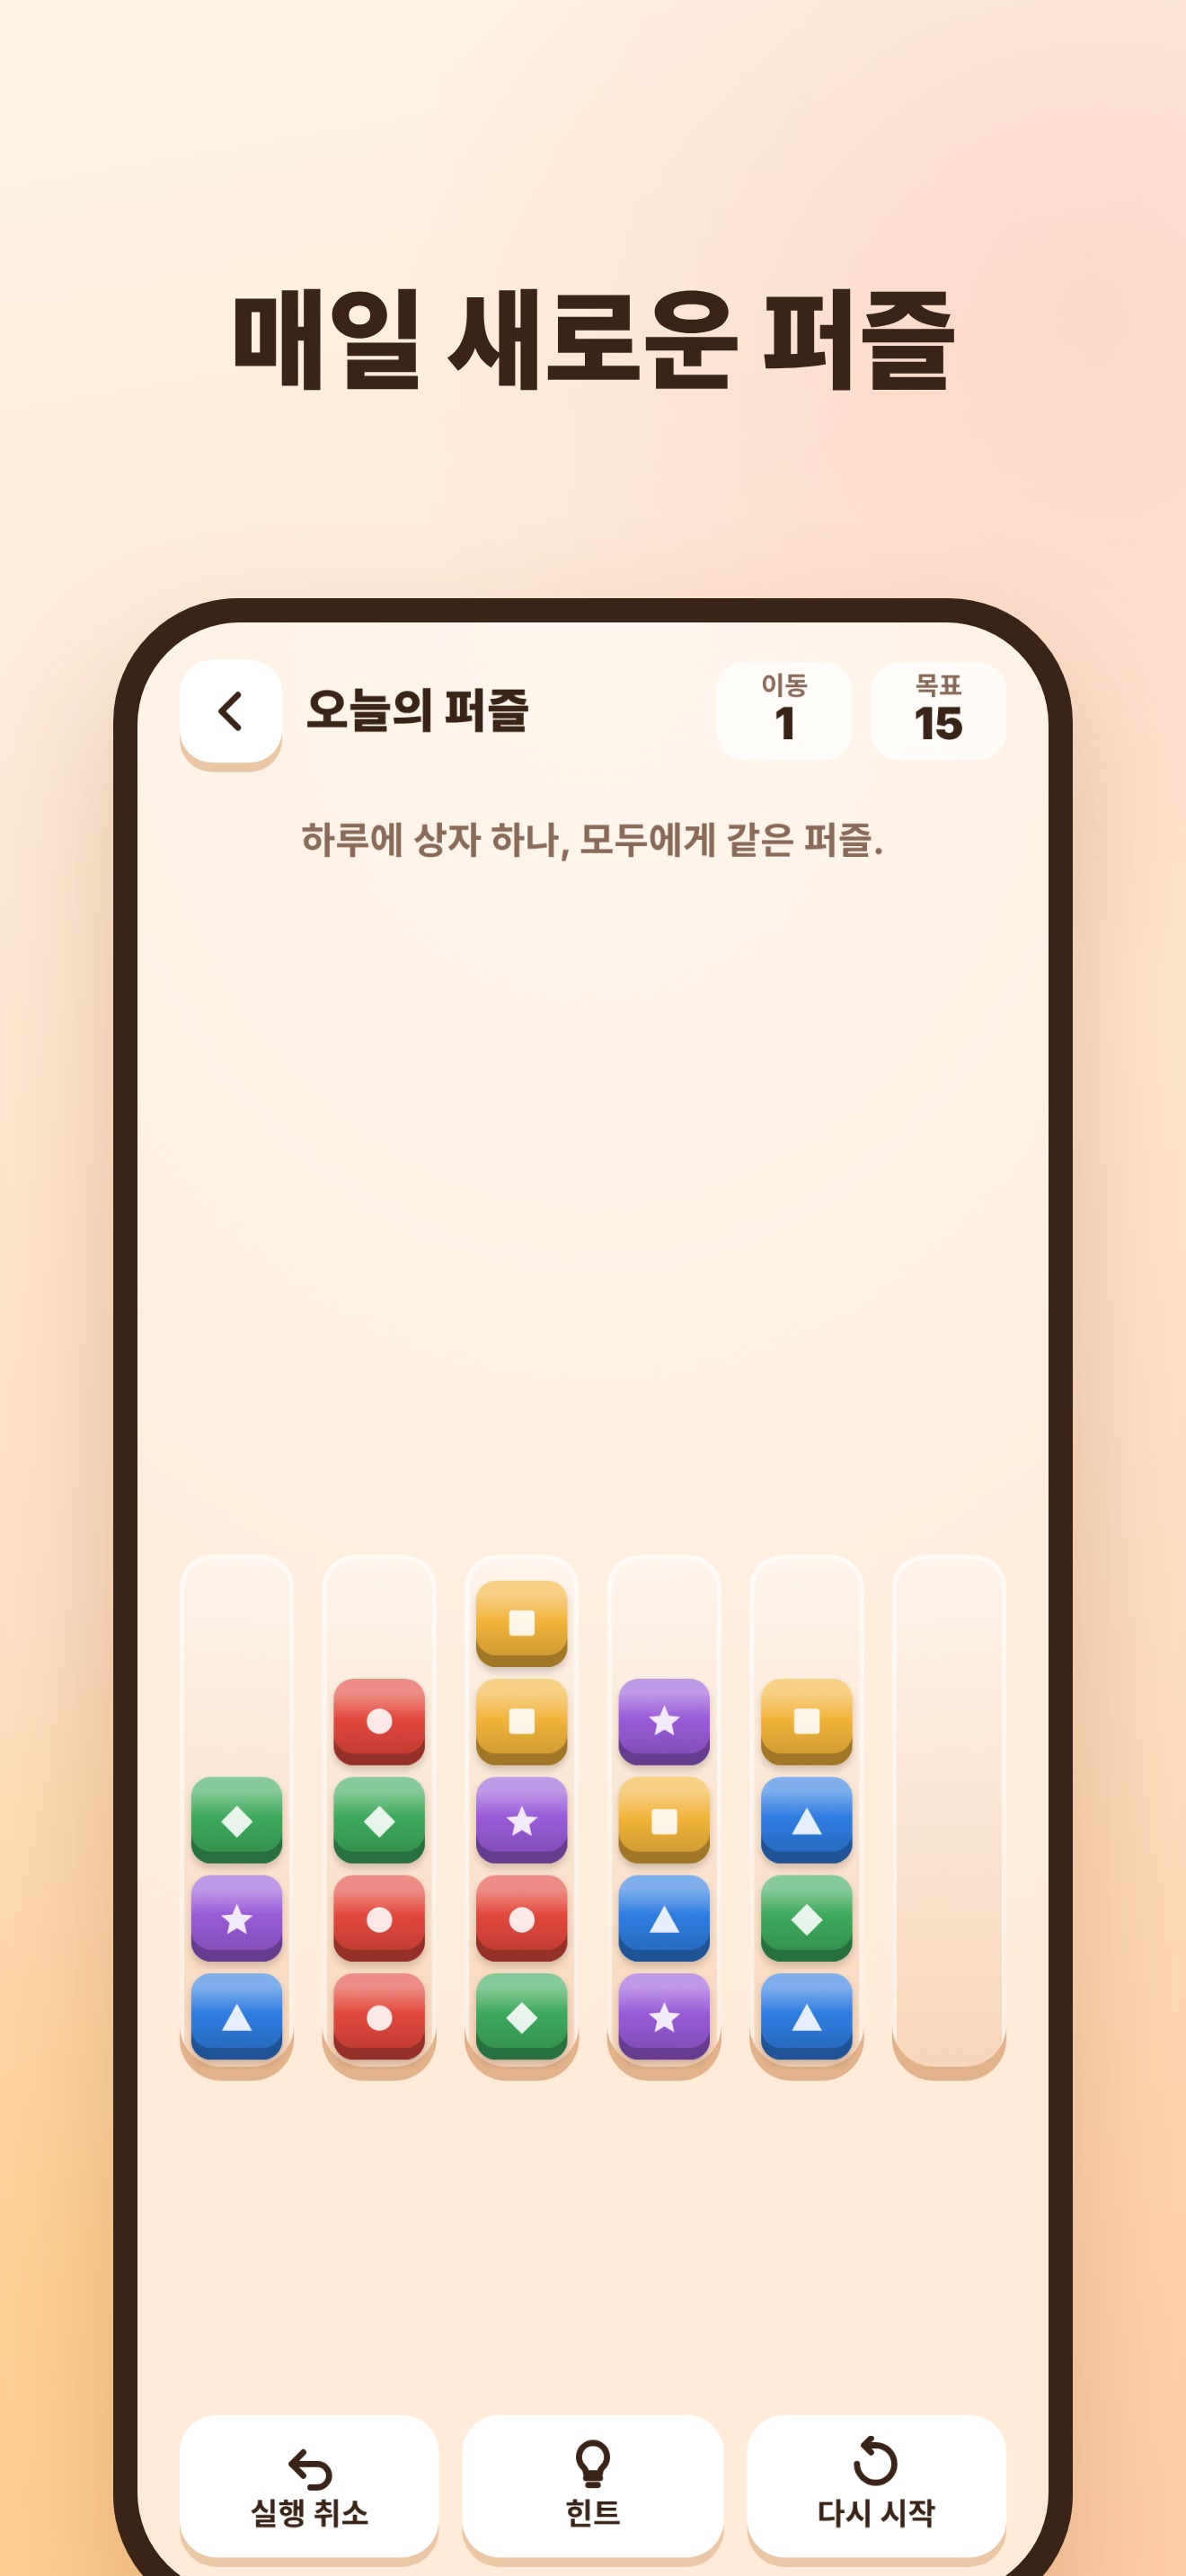 매일 새로운 퍼즐
오늘의 퍼즐
이동
1
목표
15
하루에 상자 하나, 모두에게 같은 퍼즐.
실행 취소
힌트
다시 시작